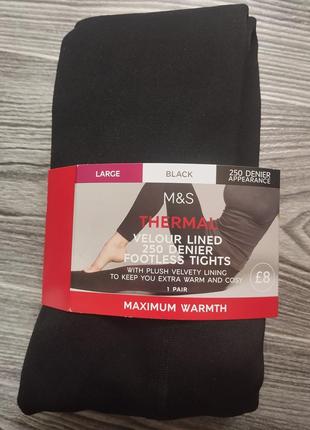 LARGE
BLACK
250 DENIER
APPEARANCE
M&S
THERMAL
VELOUR LINED
250 DENIER
FOOTLESS TIGHTS
WITH PLUSH VELVETY LINING
TO KEEP YOU EXTRA WARM AND COSY
1 PAIR
£8
MAXIMUM WARMTH